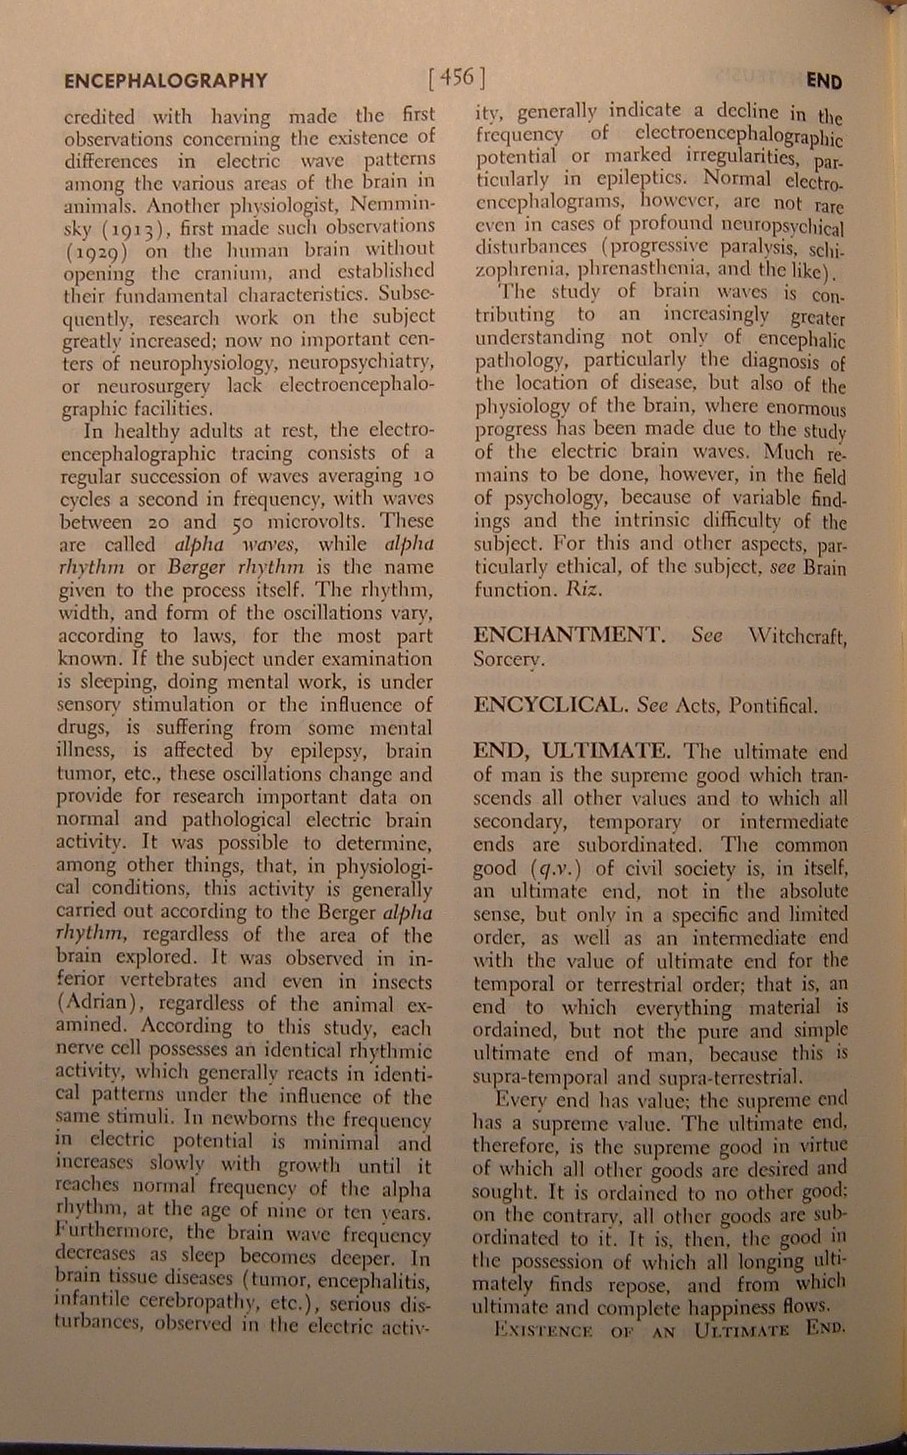 ENCEPHALOGRAPHY [456] END
credited with having made the first
observations concerning the existence of
differences in electric wave patterns
among the various areas of the brain in
animals. Another physiologist, Nemmin-
sky (1913), first made such observations
(1929) on the human brain without
opening the cranium, and established
their fundamental characteristics. Subse-
quently, research work on the subject
greatly increased; now no important cen-
ters of neurophysiology, neuropsychiatry,
or neurosurgery lack electroencephalo-
graphic facilities.
In healthy adults at rest, the electro-
encephalographic tracing consists of a
regular succession of waves averaging 10
cycles a second in frequency, with waves
between 20 and 50 microvolts. These
are called alpha waves, while alpha
rhythm or Berger rhythm is the name
given to the process itself. The rhythm,
width, and form of the oscillations vary,
according to laws, for the most part
known. If the subject under examination
is sleeping, doing mental work, is under
sensory stimulation or the influence of
drugs, is suffering from some mental
illness, is affected by epilepsy, brain
tumor, etc., these oscillations change and
provide for research important data on
normal and pathological electric brain
activity. It was possible to determine,
among other things, that, in physiologi-
cal conditions, this activity is generally
carried out according to the Berger alpha
rhythm, regardless of the area of the
brain explored. It was observed in in-
ferior vertebrates and even in insects
(Adrian), regardless of the animal ex-
amined. According to this study, each
nerve cell possesses an identical rhythmic
activity, which generally reacts in identi-
cal patterns under the influence of the
same stimuli. In newborns the frequency
in electric potential is minimal and
increases slowly with growth until it
reaches normal frequency of the alpha
rhythm, at the age of nine or ten years.
Furthermore, the brain wave frequency
decreases as sleep becomes deeper. In
brain tissue diseases (tumor, encephalitis,
infantile cerebropathy, etc.), serious dis-
turbances, observed in the electric activ-
ity, generally indicate a decline in the
frequency of electroencephalographic
potential or marked irregularities, par-
ticularly in epileptics. Normal electro-
encephalograms, however, are not rare
even in cases of profound neuropsychical
disturbances (progressive paralysis, schi-
zophrenia, phrenasthenia, and the like).
The study of brain waves is con-
tributing to an increasingly greater
understanding not only of encephalic
pathology, particularly the diagnosis of
the location of disease, but also of the
physiology of the brain, where enormous
progress has been made due to the study
of the electric brain waves. Much re-
mains to be done, however, in the field
of psychology, because of variable find-
ings and the intrinsic difficulty of the
subject. For this and other aspects, par-
ticularly ethical, of the subject, see Brain
function. Riz.
ENCHANTMENT. See Witchcraft,
Sorcery.
ENCYCLICAL. See Acts, Pontifical.
END, ULTIMATE. The ultimate end
of man is the supreme good which tran-
scends all other values and to which all
secondary, temporary or intermediate
ends are subordinated. The common
good (q.v.) of civil society is, in itself,
an ultimate end, not in the absolute
sense, but only in a specific and limited
order, as well as an intermediate end
with the value of ultimate end for the
temporal or terrestrial order; that is, an
end to which everything material is
ordained, but not the pure and simple
ultimate end of man, because this is
supra-temporal and supra-terrestrial.
Every end has value; the supreme end
has a supreme value. The ultimate end,
therefore, is the supreme good in virtue
of which all other goods are desired and
sought. It is ordained to no other good;
on the contrary, all other goods are sub-
ordinated to it. It is, then, the good in
the possession of which all longing ulti-
mately finds repose, and from which
ultimate and complete happiness flows.
EXISTENCE OF AN ULTIMATE END.